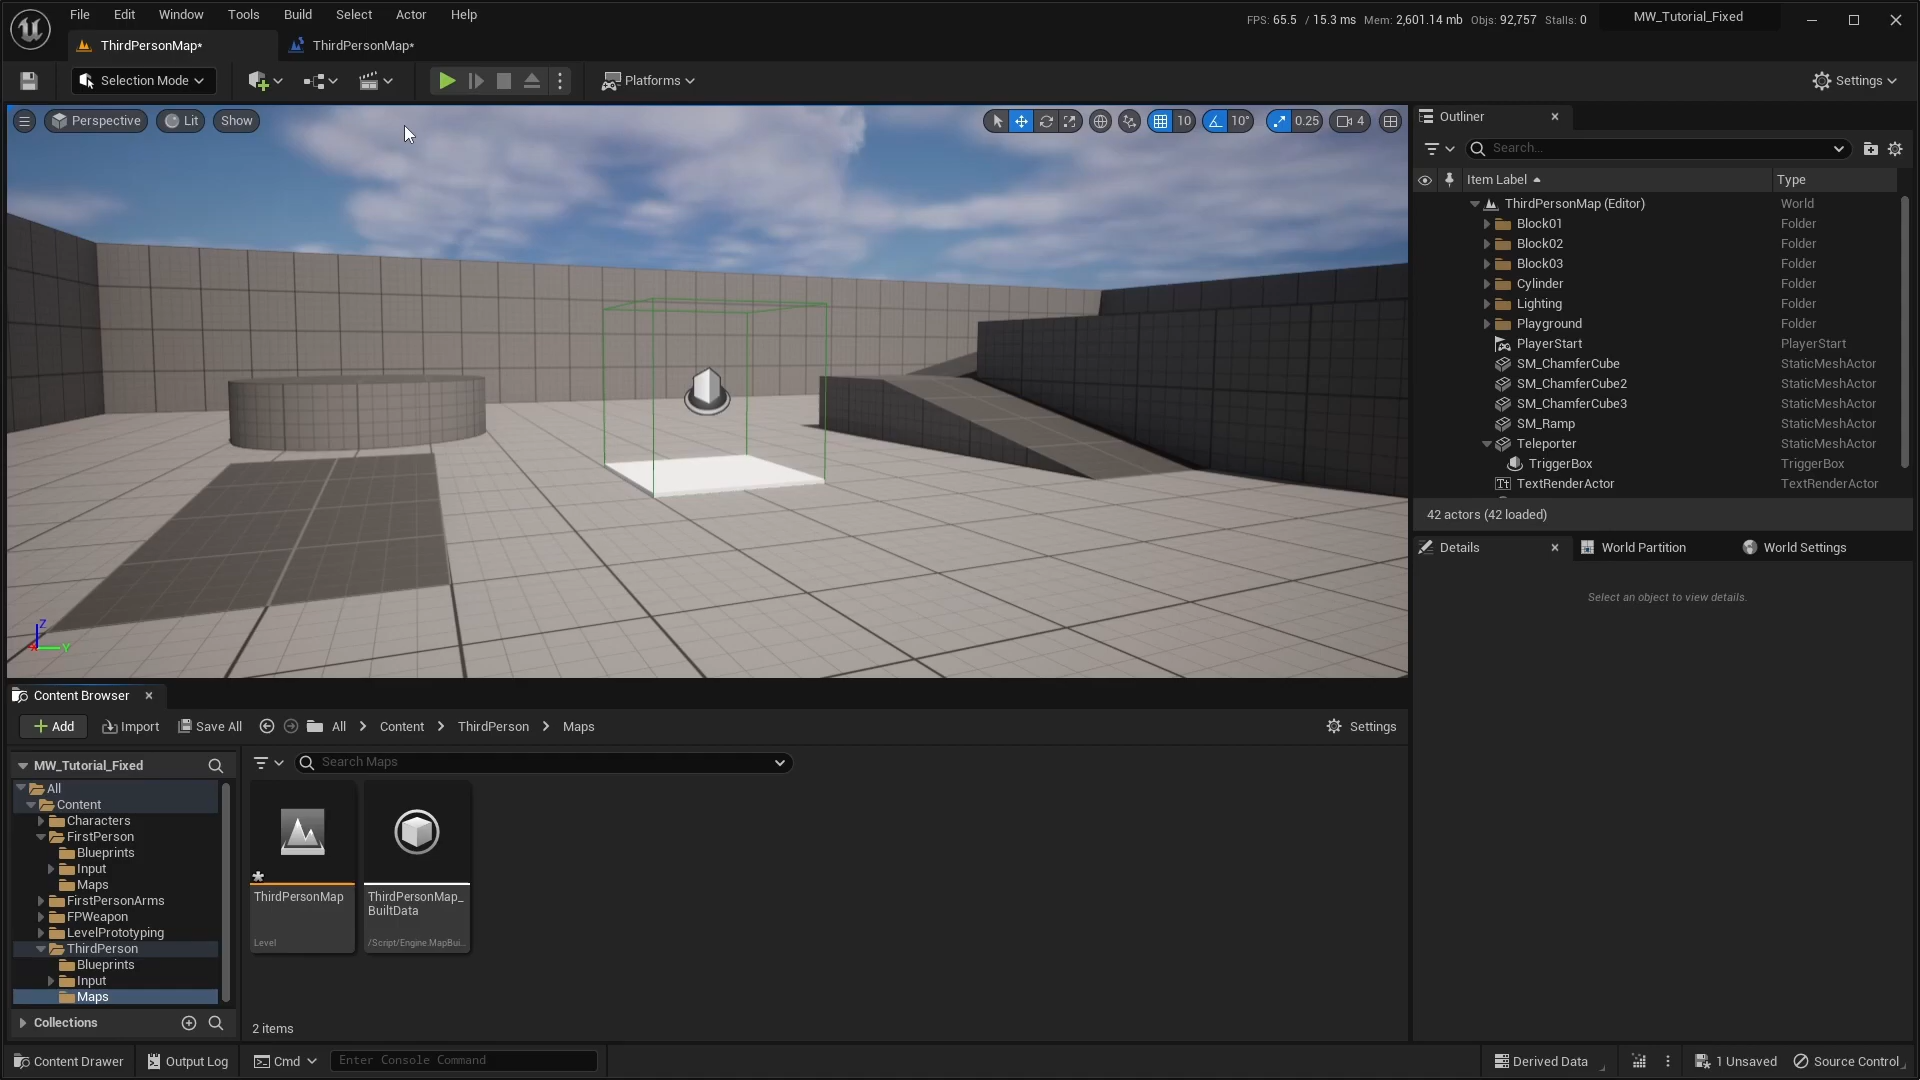 File Edit Window Tools Build Select Actor Help
FPS: 65.5 / 15.3 ms Mem: 2,601.14 mb Objs: 92,757 Stalls: 0
MW_Tutorial_Fixed
ThirdPersonMap* ThirdPersonMap*
Selection Mode
Platforms
Settings
Perspective Lit Show
10 10° 0.25 4
Outliner
Search...
Item Label Type
ThirdPersonMap (Editor) World
Block01 Folder
Block02 Folder
Block03 Folder
Cylinder Folder
Lighting Folder
Playground Folder
PlayerStart PlayerStart
SM_ChamferCube StaticMeshActor
SM_ChamferCube2 StaticMeshActor
SM_ChamferCube3 StaticMeshActor
SM_Ramp StaticMeshActor
Teleporter StaticMeshActor
TriggerBox TriggerBox
TextRenderActor TextRenderActor
42 actors (42 loaded)
Details World Partition World Settings
Select an object to view details.
Z
Y
Content Browser
Add Import Save All All Content ThirdPerson Maps
Settings
MW_Tutorial_Fixed
All
Content
Characters
FirstPerson
Blueprints
Input
Maps
FirstPersonArms
FPWeapon
LevelPrototyping
ThirdPerson
Blueprints
Input
Maps
Collections
Search Maps
ThirdPersonMap
Level
ThirdPersonMap_
BuiltData
/Script/Engine.MapBui...
2 items
Content Drawer Output Log Cmd Enter Console Command
Derived Data 1 Unsaved Source Control